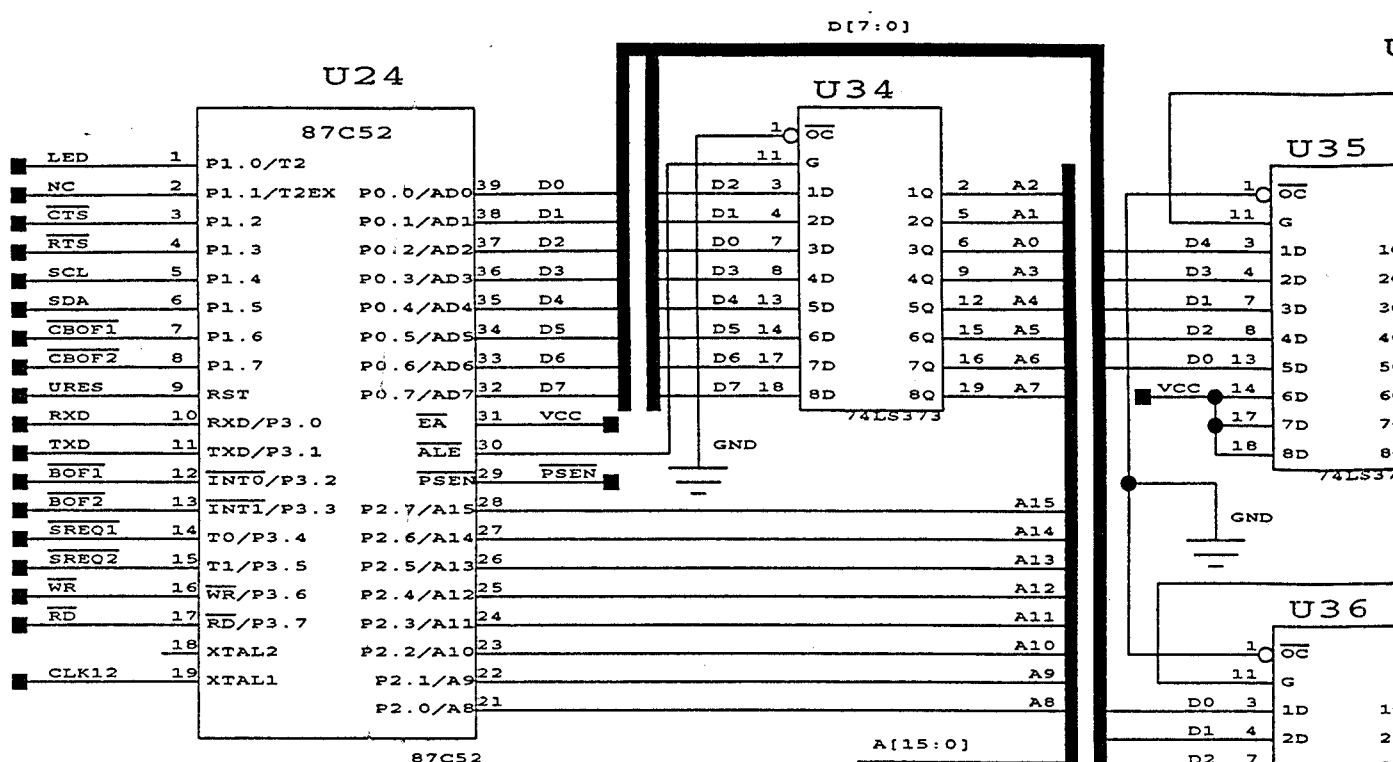 D[7:0]
U24
87C52
LED 1 P1.0/T2
NC 2 P1.1/T2EX P0.0/AD0 39 D0
CTS 3 P1.2 P0.1/AD1 38 D1
RTS 4 P1.3 P0.2/AD2 37 D2
SCL 5 P1.4 P0.3/AD3 36 D3
SDA 6 P1.5 P0.4/AD4 35 D4
CBOF1 7 P1.6 P0.5/AD5 34 D5
CBOF2 8 P1.7 P0.6/AD6 33 D6
URES 9 RST P0.7/AD7 32 D7
RXD 10 RXD/P3.0 EA 31 VCC
TXD 11 TXD/P3.1 ALE 30
BOF1 12 INT0/P3.2 PSEN 29 PSEN
BOF2 13 INT1/P3.3 P2.7/A15 28 A15
SREQ1 14 T0/P3.4 P2.6/A14 27 A14
SREQ2 15 T1/P3.5 P2.5/A13 26 A13
WR 16 WR/P3.6 P2.4/A12 25 A12
RD 17 RD/P3.7 P2.3/A11 24 A11
18 XTAL2 P2.2/A10 23 A10
CLK12 19 XTAL1 P2.1/A9 22 A9
P2.0/A8 21 A8
87C52
A[15:0]
U34
1 OC
11 G
D2 3 1D 1Q 2 A2
D1 4 2D 2Q 5 A1
D0 7 3D 3Q 6 A0
D3 8 4D 4Q 9 A3
D4 13 5D 5Q 12 A4
D5 14 6D 6Q 15 A5
D6 17 7D 7Q 16 A6
D7 18 8D 8Q 19 A7
74LS373
GND
U35
1 OC
11 G
D4 3 1D
D3 4 2D
D1 7 3D
D2 8 4D
D0 13 5D
VCC 14 6D
17 7D
18 8D
74LS37
GND
U36
1 OC
11 G
D0 3 1D
D1 4 2D
D2 7